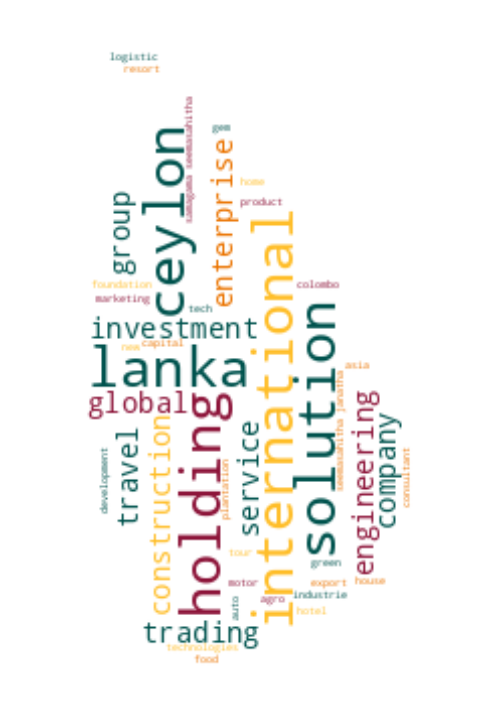 logistic
resort
samagama seemasahitha
ceylon
gem
enterprise
group
home
product
international
foundation
marketing
colombo
tech
investment
solution
new
capital
lanka
asia
global
holding
seemasahitha janatha
engineering
company
construction
travel
service
development
plantation
consultant
tour
green
motor
export
house
auto
agro
industrie
hotel
trading
technologies
food